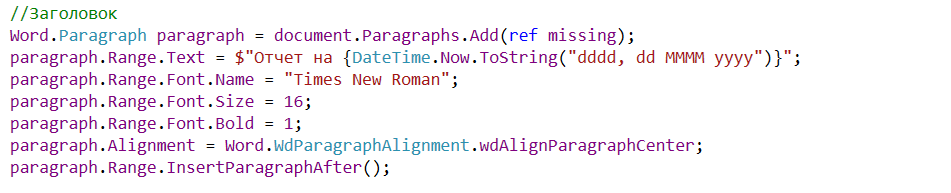 //Заголовок
Word.Paragraph paragraph = document.Paragraphs.Add(ref missing);
paragraph.Range.Text = $"Отчет на {DateTime.Now.ToString("dddd, dd MMMM yyyy")}";
paragraph.Range.Font.Name = "Times New Roman";
paragraph.Range.Font.Size = 16;
paragraph.Range.Font.Bold = 1;
paragraph.Alignment = Word.WdParagraphAlignment.wdAlignParagraphCenter;
paragraph.Range.InsertParagraphAfter();